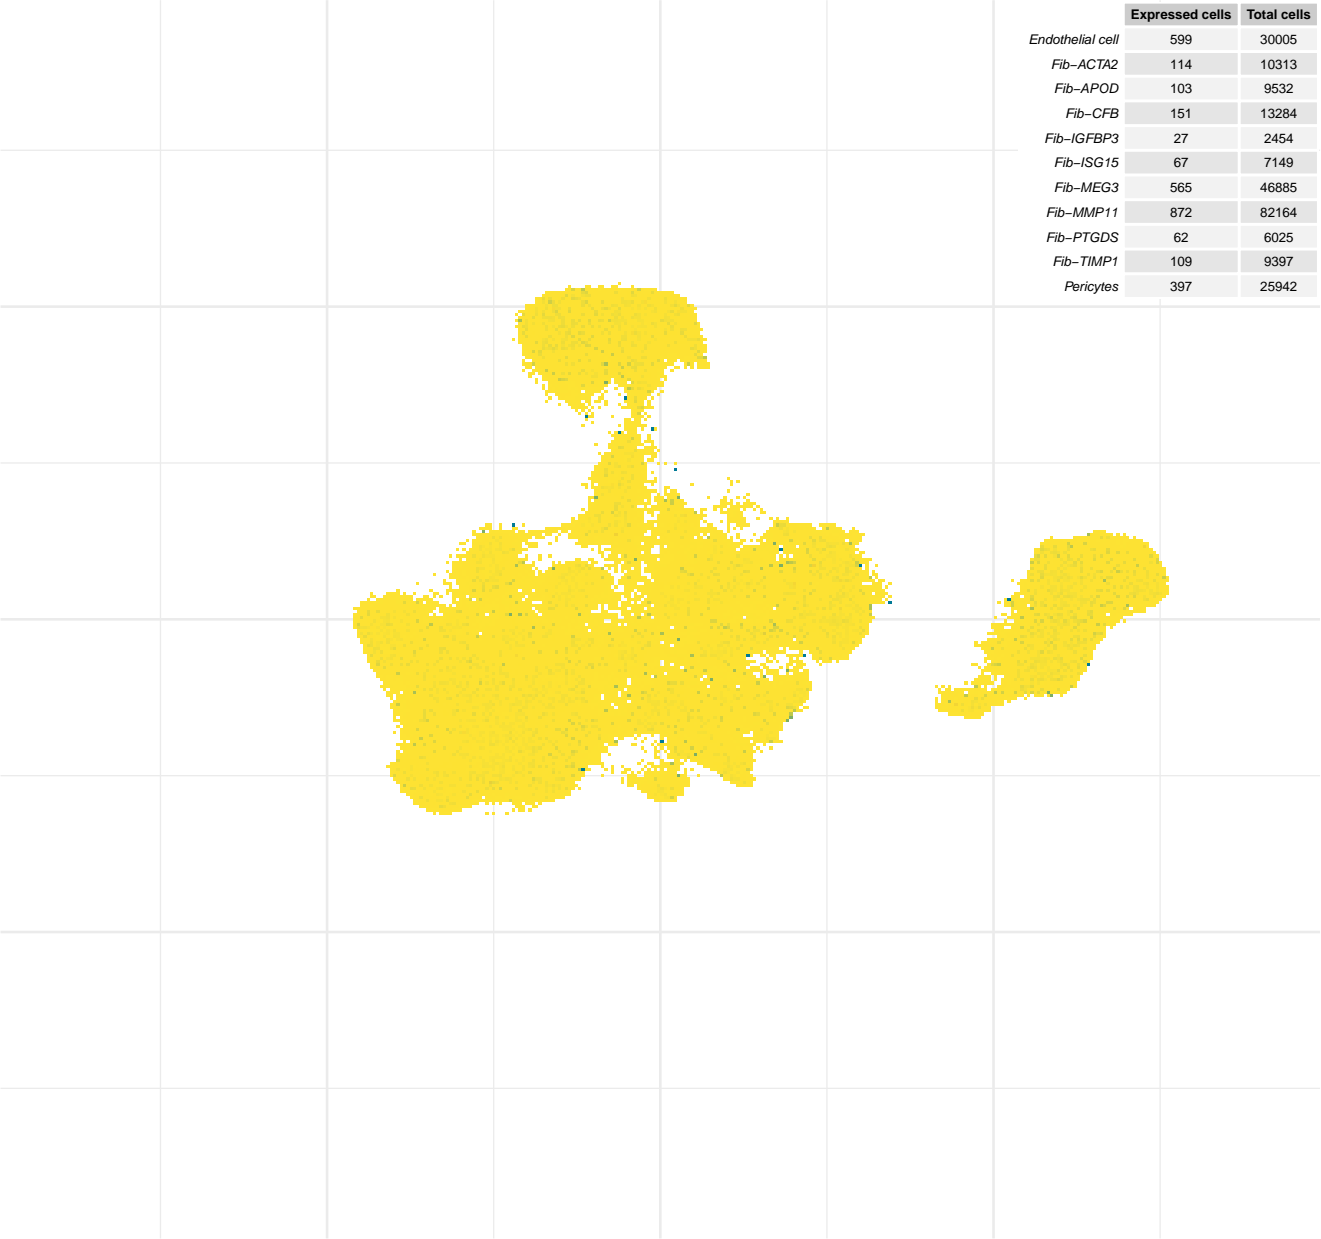 Expressed cells Total cells
Endothelial cell 599 30005
Fib−ACTA2 114 10313
Fib−APOD 103 9532
Fib−CFB 151 13284
Fib−IGFBP3 27 2454
Fib−ISG15 67 7149
Fib−MEG3 565 46885
Fib−MMP11 872 82164
Fib−PTGDS 62 6025
Fib−TIMP1 109 9397
Pericytes 397 25942